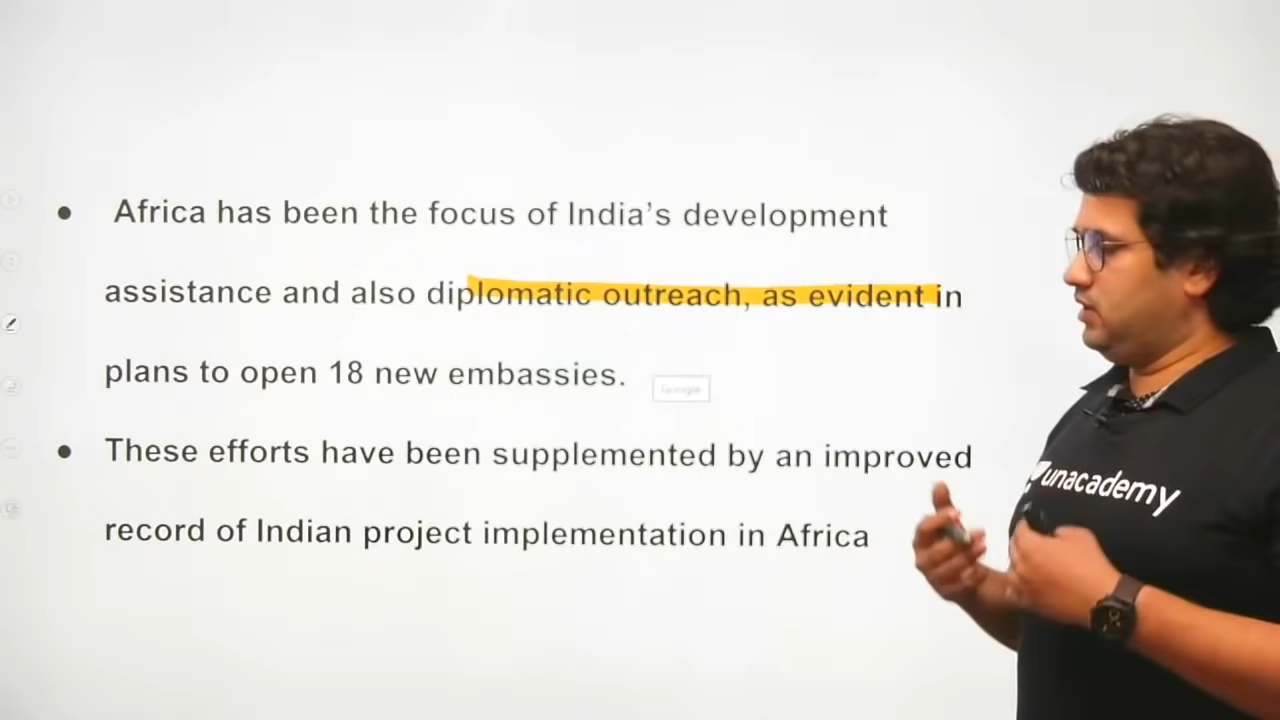 ● Africa has been the focus of India's development
assistance and also diplomatic outreach, as evident in
plans to open 18 new embassies.
Google
● These efforts have been supplemented by an improved
record of Indian project implementation in Africa
unacademy